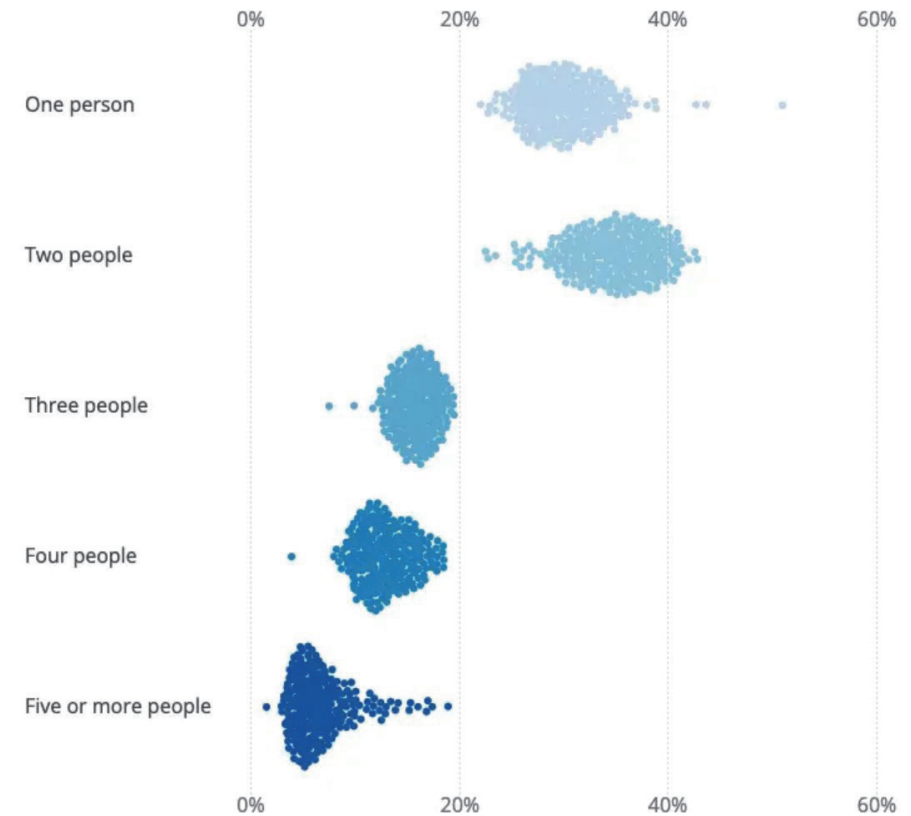 0% 20% 40% 60%
One person
Two people
Three people
Four people
Five or more people
0% 20% 40% 60%